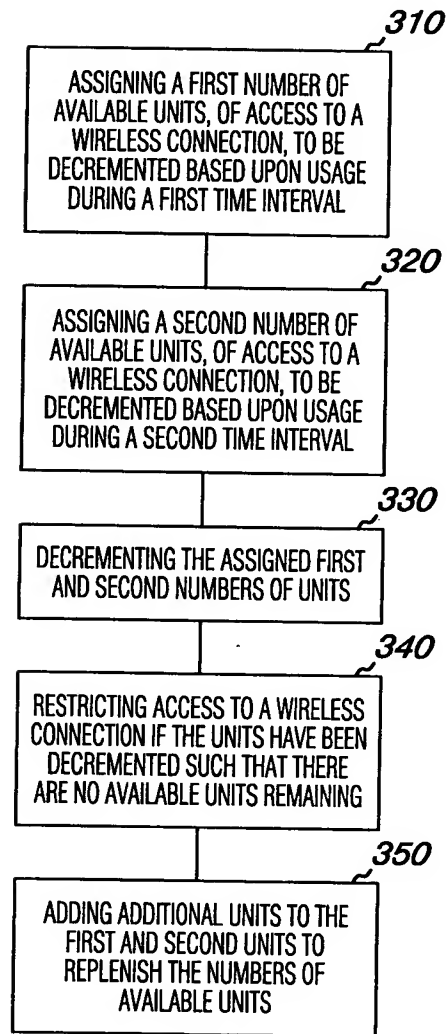 310
ASSIGNING A FIRST NUMBER OF
AVAILABLE UNITS, OF ACCESS TO A
WIRELESS CONNECTION, TO BE
DECREMENTED BASED UPON USAGE
DURING A FIRST TIME INTERVAL
320
ASSIGNING A SECOND NUMBER OF
AVAILABLE UNITS, OF ACCESS TO A
WIRELESS CONNECTION, TO BE
DECREMENTED BASED UPON USAGE
DURING A SECOND TIME INTERVAL
330
DECREMENTING THE ASSIGNED FIRST
AND SECOND NUMBERS OF UNITS
340
RESTRICTING ACCESS TO A WIRELESS
CONNECTION IF THE UNITS HAVE BEEN
DECREMENTED SUCH THAT THERE
ARE NO AVAILABLE UNITS REMAINING
350
ADDING ADDITIONAL UNITS TO THE
FIRST AND SECOND UNITS TO
REPLENISH THE NUMBERS OF
AVAILABLE UNITS